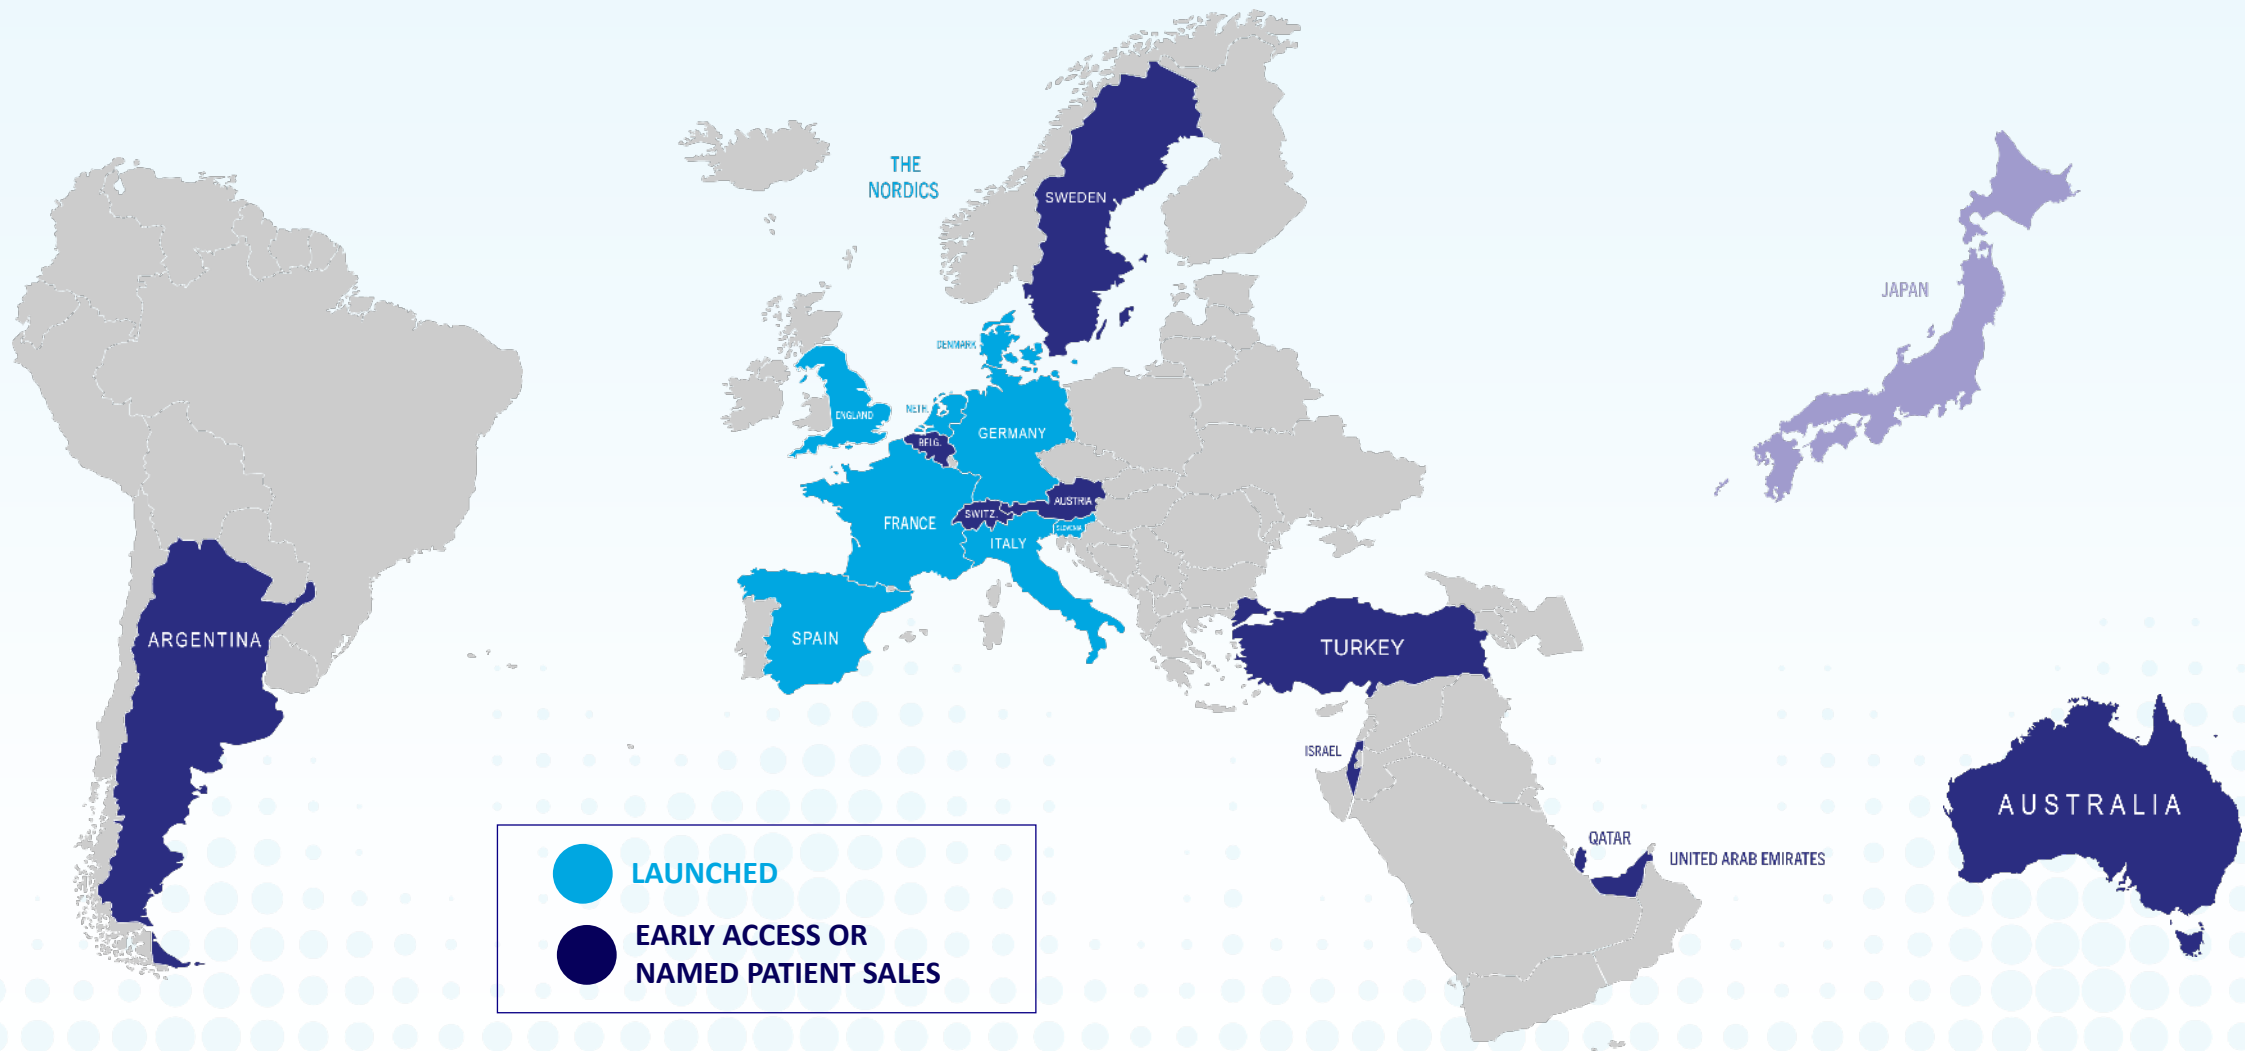 THE
NORDICS
SWEDEN
JAPAN
DENMARK
NETH.
ENGLAND
GERMANY
BELG.
AUSTRIA
SWITZ.
FRANCE
SLOVENIA
ITALY
SPAIN
ARGENTINA
TURKEY
ISRAEL
AUSTRALIA
QATAR
UNITED ARAB EMIRATES
LAUNCHED
EARLY ACCESS OR
NAMED PATIENT SALES